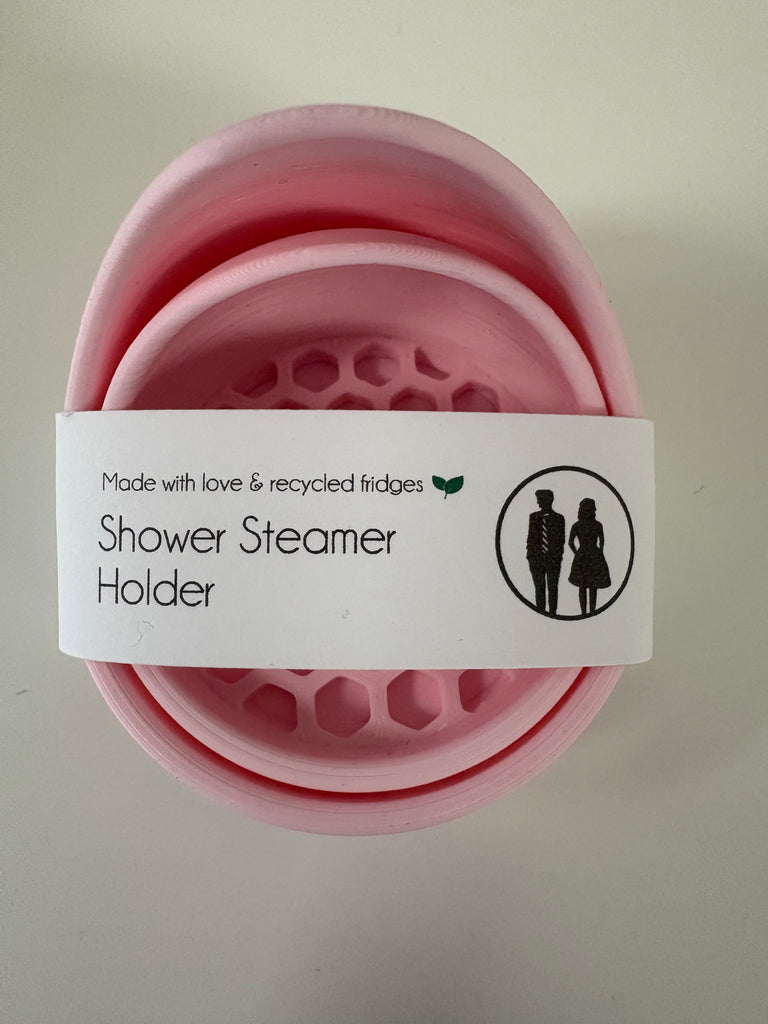 Made with love & recycled fridges
Shower Steamer
Holder